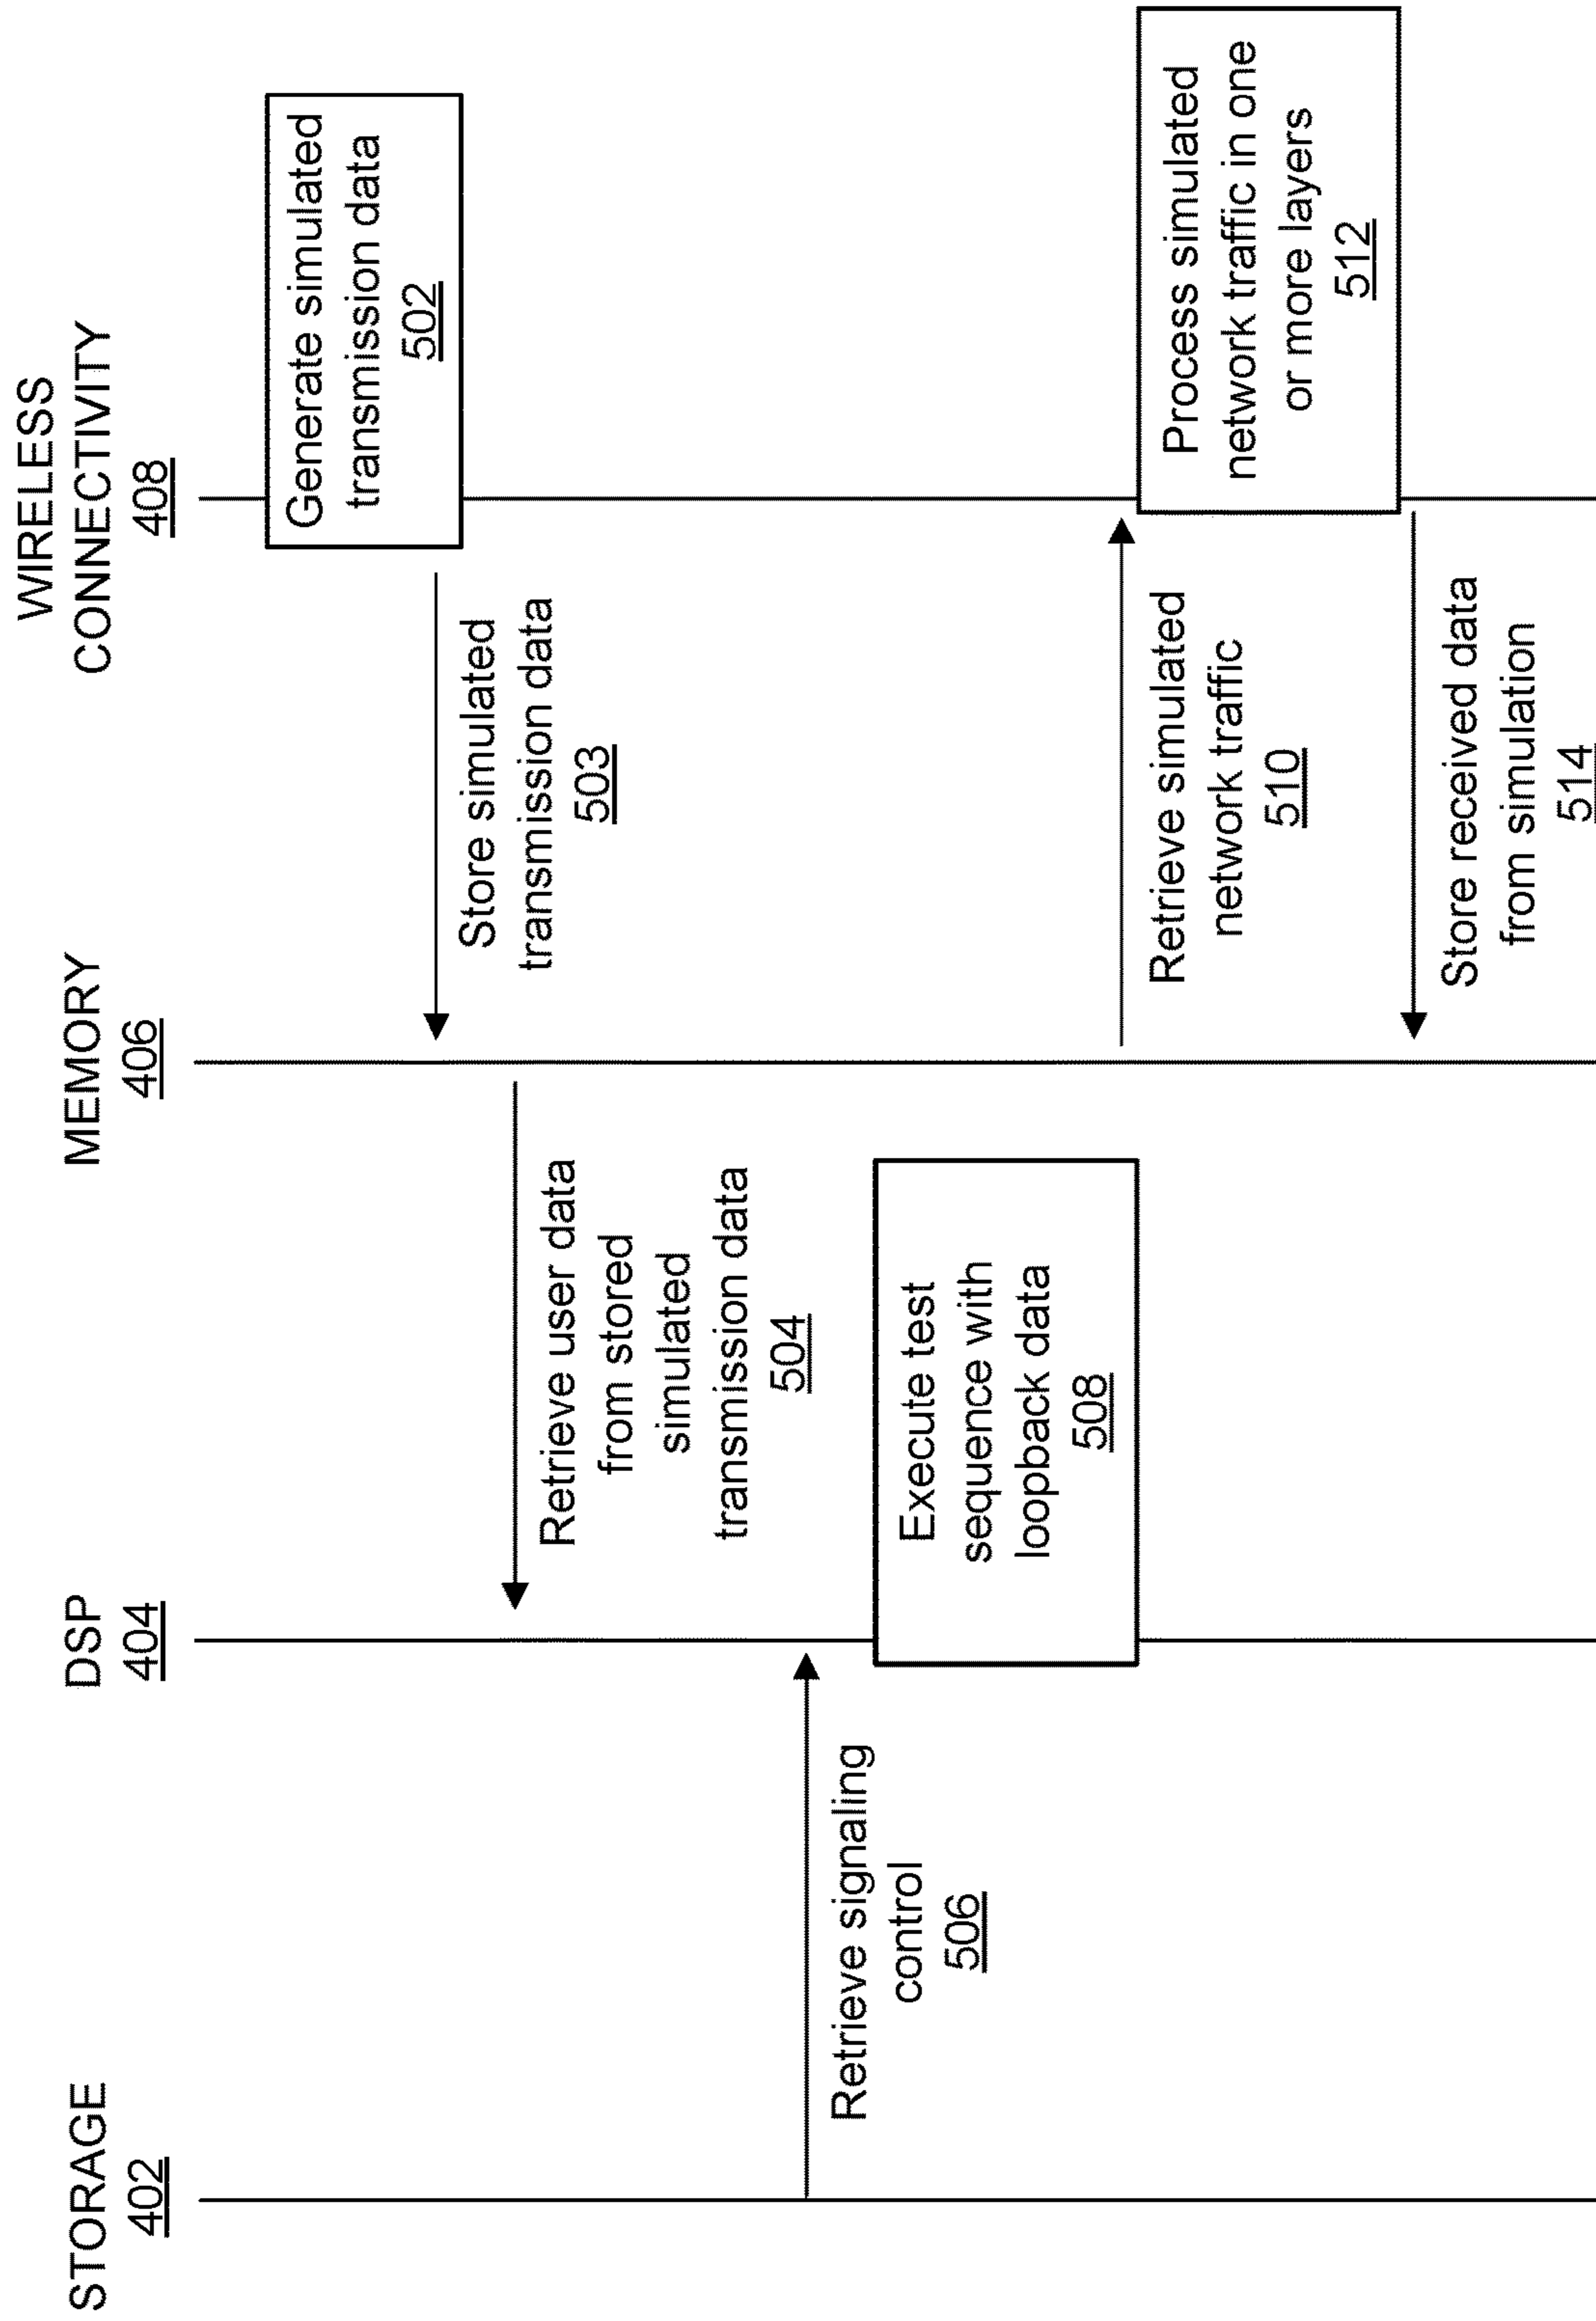 STORAGE
402
DSP
404
MEMORY
406
WIRELESS
CONNECTIVITY
408
Generate simulated
transmission data
502
Store simulated
transmission data
503
Retrieve user data
from stored
simulated
transmission data
504
Retrieve signaling
control
506
Execute test
sequence with
loopback data
508
Retrieve simulated
network traffic
510
Process simulated
network traffic in one
or more layers
512
Store received data
from simulation
514